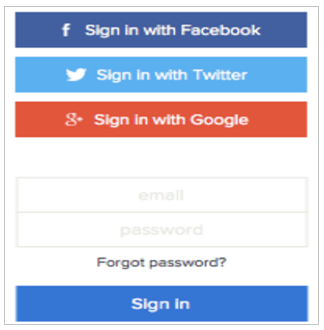 f Sign in with Facebook
Sign in with Twitter
g+ Sign in with Google
email
password
Forgot password?
Sign in